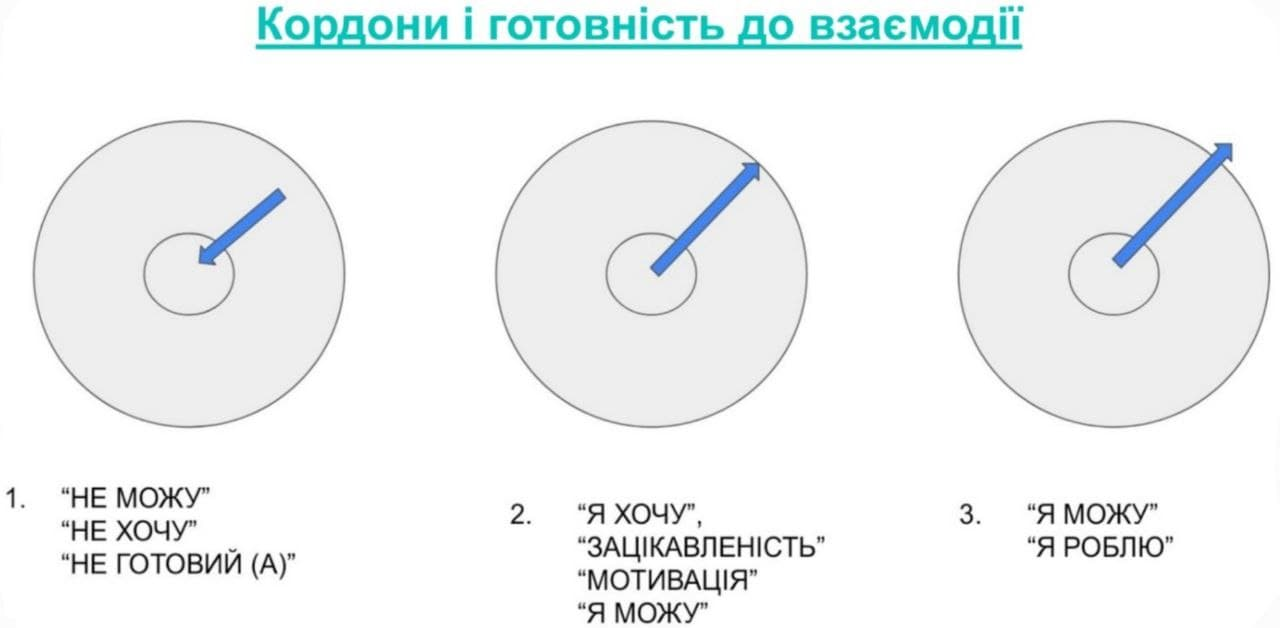 Кордони і готовність до взаємодії
1. “НЕ МОЖУ”
“НЕ ХОЧУ”
“НЕ ГОТОВИЙ (А)”
2. “Я ХОЧУ”,
“ЗАЦІКАВЛЕНІСТЬ”
“МОТИВАЦІЯ”
“Я МОЖУ”
3. “Я МОЖУ”
“Я РОБЛЮ”